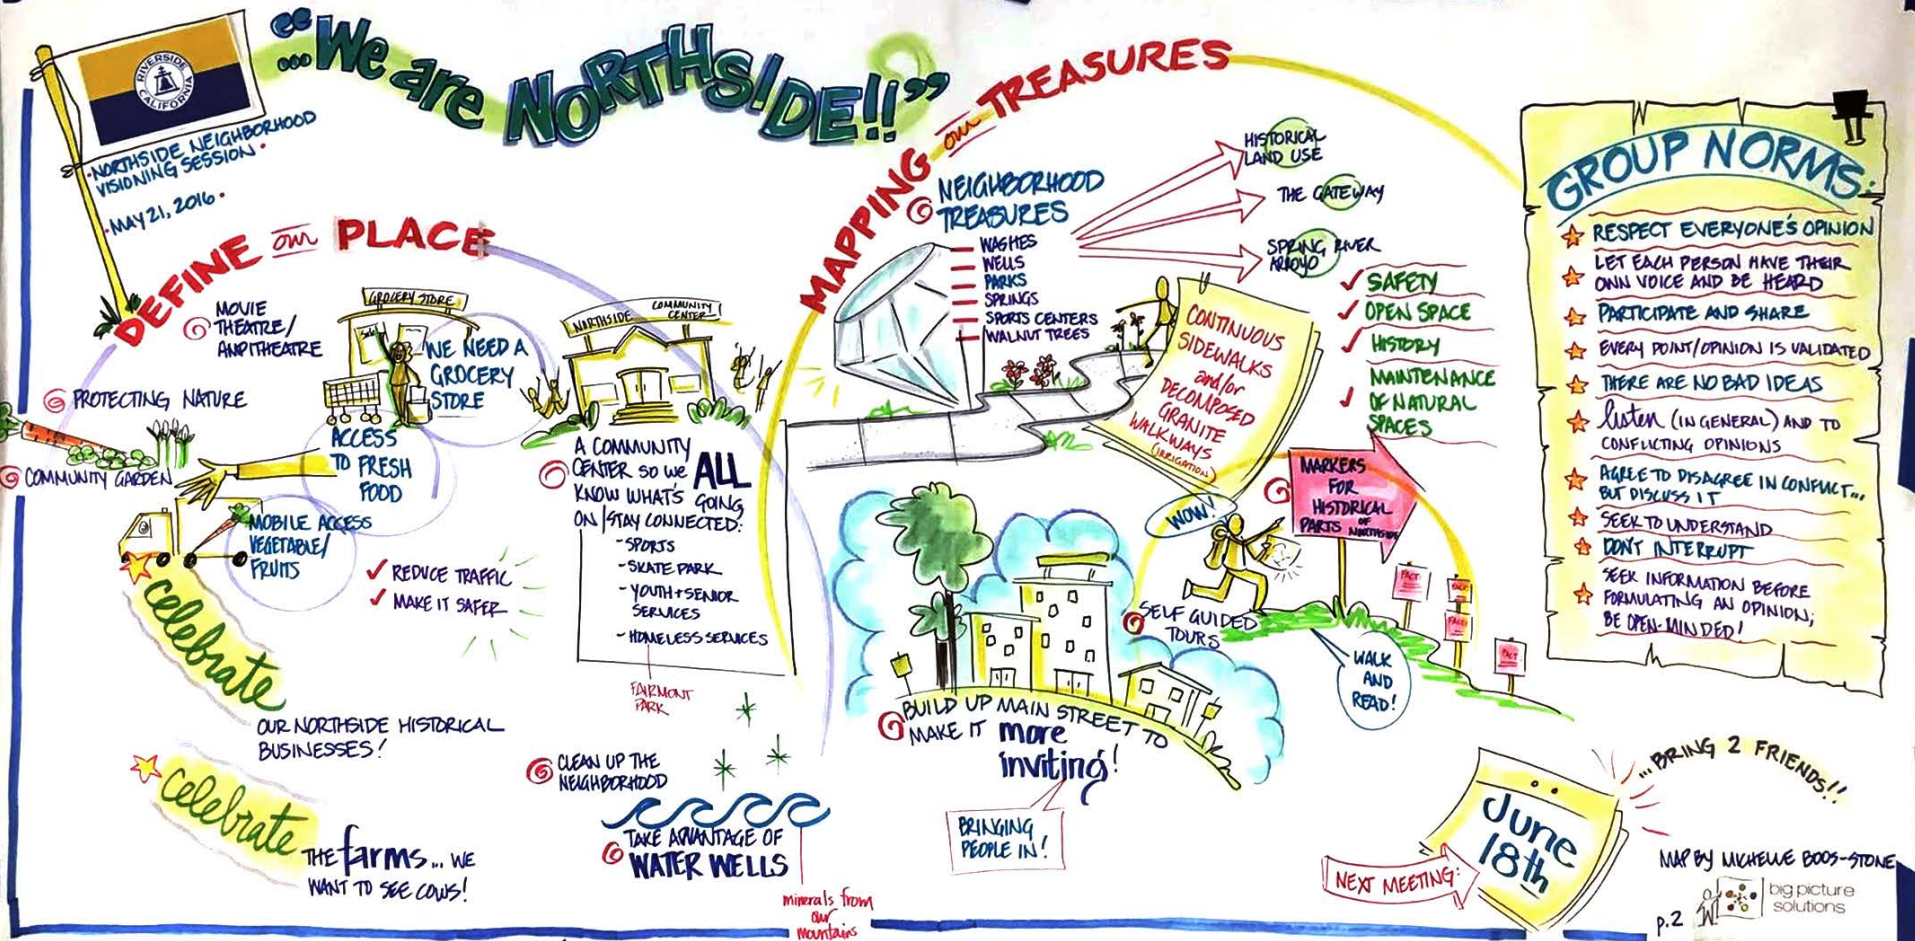 RIVERSIDE
CALIFORNIA
"...We are NORTHSIDE!!"
• NORTHSIDE NEIGHBORHOOD
VISIONING SESSION •
• MAY 21, 2016 •
DEFINE our PLACE
MOVIE
THEATRE/
AMPITHEATRE
PROTECTING NATURE
COMMUNITY GARDEN
GROCERY STORE
Sale
WE NEED A
GROCERY
STORE
ACCESS
TO FRESH
FOOD
MOBILE ACCESS
VEGETABLE/
FRUITS
✓ REDUCE TRAFFIC
✓ MAKE IT SAFER
NORTHSIDE COMMUNITY
CENTER
A COMMUNITY
CENTER SO WE ALL
KNOW WHAT'S GOING
ON/STAY CONNECTED:
- SPORTS
- SKATE PARK
- YOUTH + SENIOR
SERVICES
- HOMELESS SERVICES
FAIRMONT
PARK
celebrate
OUR NORTHSIDE HISTORICAL
BUSINESSES!
celebrate
THE farms... WE
WANT TO SEE COWS!
CLEAN UP THE
NEIGHBORHOOD
TAKE ADVANTAGE OF
WATER WELLS
minerals from
our
mountains
MAPPING our TREASURES
NEIGHBORHOOD
TREASURES
WASHES
WELLS
PARKS
SPRINGS
SPORTS CENTERS
WALNUT TREES
HISTORICAL
LAND USE
THE GATEWAY
SPRING RIVER
ARROYO
CONTINUOUS
SIDEWALKS
and/or
DECOMPOSED
GRANITE
WALKWAYS
(IRRIGATION)
✓ SAFETY
✓ OPEN SPACE
✓ HISTORY
✓ MAINTENANCE
OF NATURAL
SPACES
MARKERS
FOR
HISTORICAL
PARTS OF
NORTHSIDE
WOW!
SELF GUIDED
TOURS
FACT
FACT
FACT
FACT
WALK
AND
READ!
BUILD UP MAIN STREET TO
MAKE IT more
inviting!
BRINGING
PEOPLE IN!
GROUP NORMS:
RESPECT EVERYONE'S OPINION
LET EACH PERSON HAVE THEIR
OWN VOICE AND BE HEARD
PARTICIPATE AND SHARE
EVERY POINT/OPINION IS VALIDATED
THERE ARE NO BAD IDEAS
listen (IN GENERAL) AND TO
CONFLICTING OPINIONS
AGREE TO DISAGREE IN CONFLICT...
BUT DISCUSS IT
SEEK TO UNDERSTAND
DON'T INTERRUPT
SEEK INFORMATION BEFORE
FORMULATING AN OPINION;
BE OPEN-MINDED!
NEXT MEETING:
June
18th
...BRING 2 FRIENDS!!
MAP BY MICHELLE BOOS-STONE
big picture
solutions
p.2